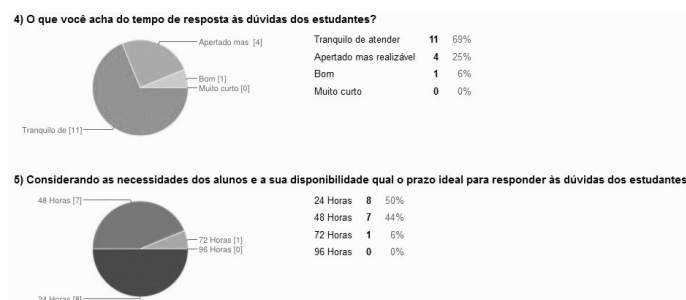 4) O que você acha do tempo de resposta às dúvidas dos estudantes?
Apertado mas [4]
Bom [1]
Muito curto [0]
Tranquilo de [11]
Tranquilo de atender 11 69%
Apertado mas realizável 4 25%
Bom 1 6%
Muito curto 0 0%
5) Considerando as necessidades dos alunos e a sua disponibilidade qual o prazo ideal para responder às dúvidas dos estudantes
48 Horas [7]
72 Horas [1]
96 Horas [0]
24 Horas [8]
24 Horas 8 50%
48 Horas 7 44%
72 Horas 1 6%
96 Horas 0 0%